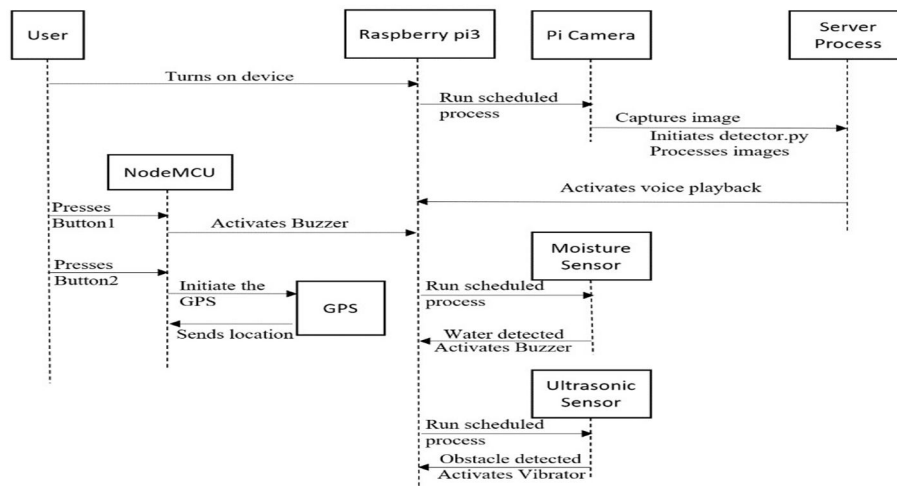 User
Raspberry pi3
Pi Camera
Server
Process
Turns on device
Run scheduled
process
Captures image
Initiates detector.py
Processes images
NodeMCU
Activates voice playback
Presses
Button1
Activates Buzzer
Moisture
Sensor
Presses
Button2
Initiate the
GPS
GPS
Run scheduled
process
Sends location
Water detected
Activates Buzzer
Ultrasonic
Sensor
Run scheduled
process
Obstacle detected
Activates Vibrator